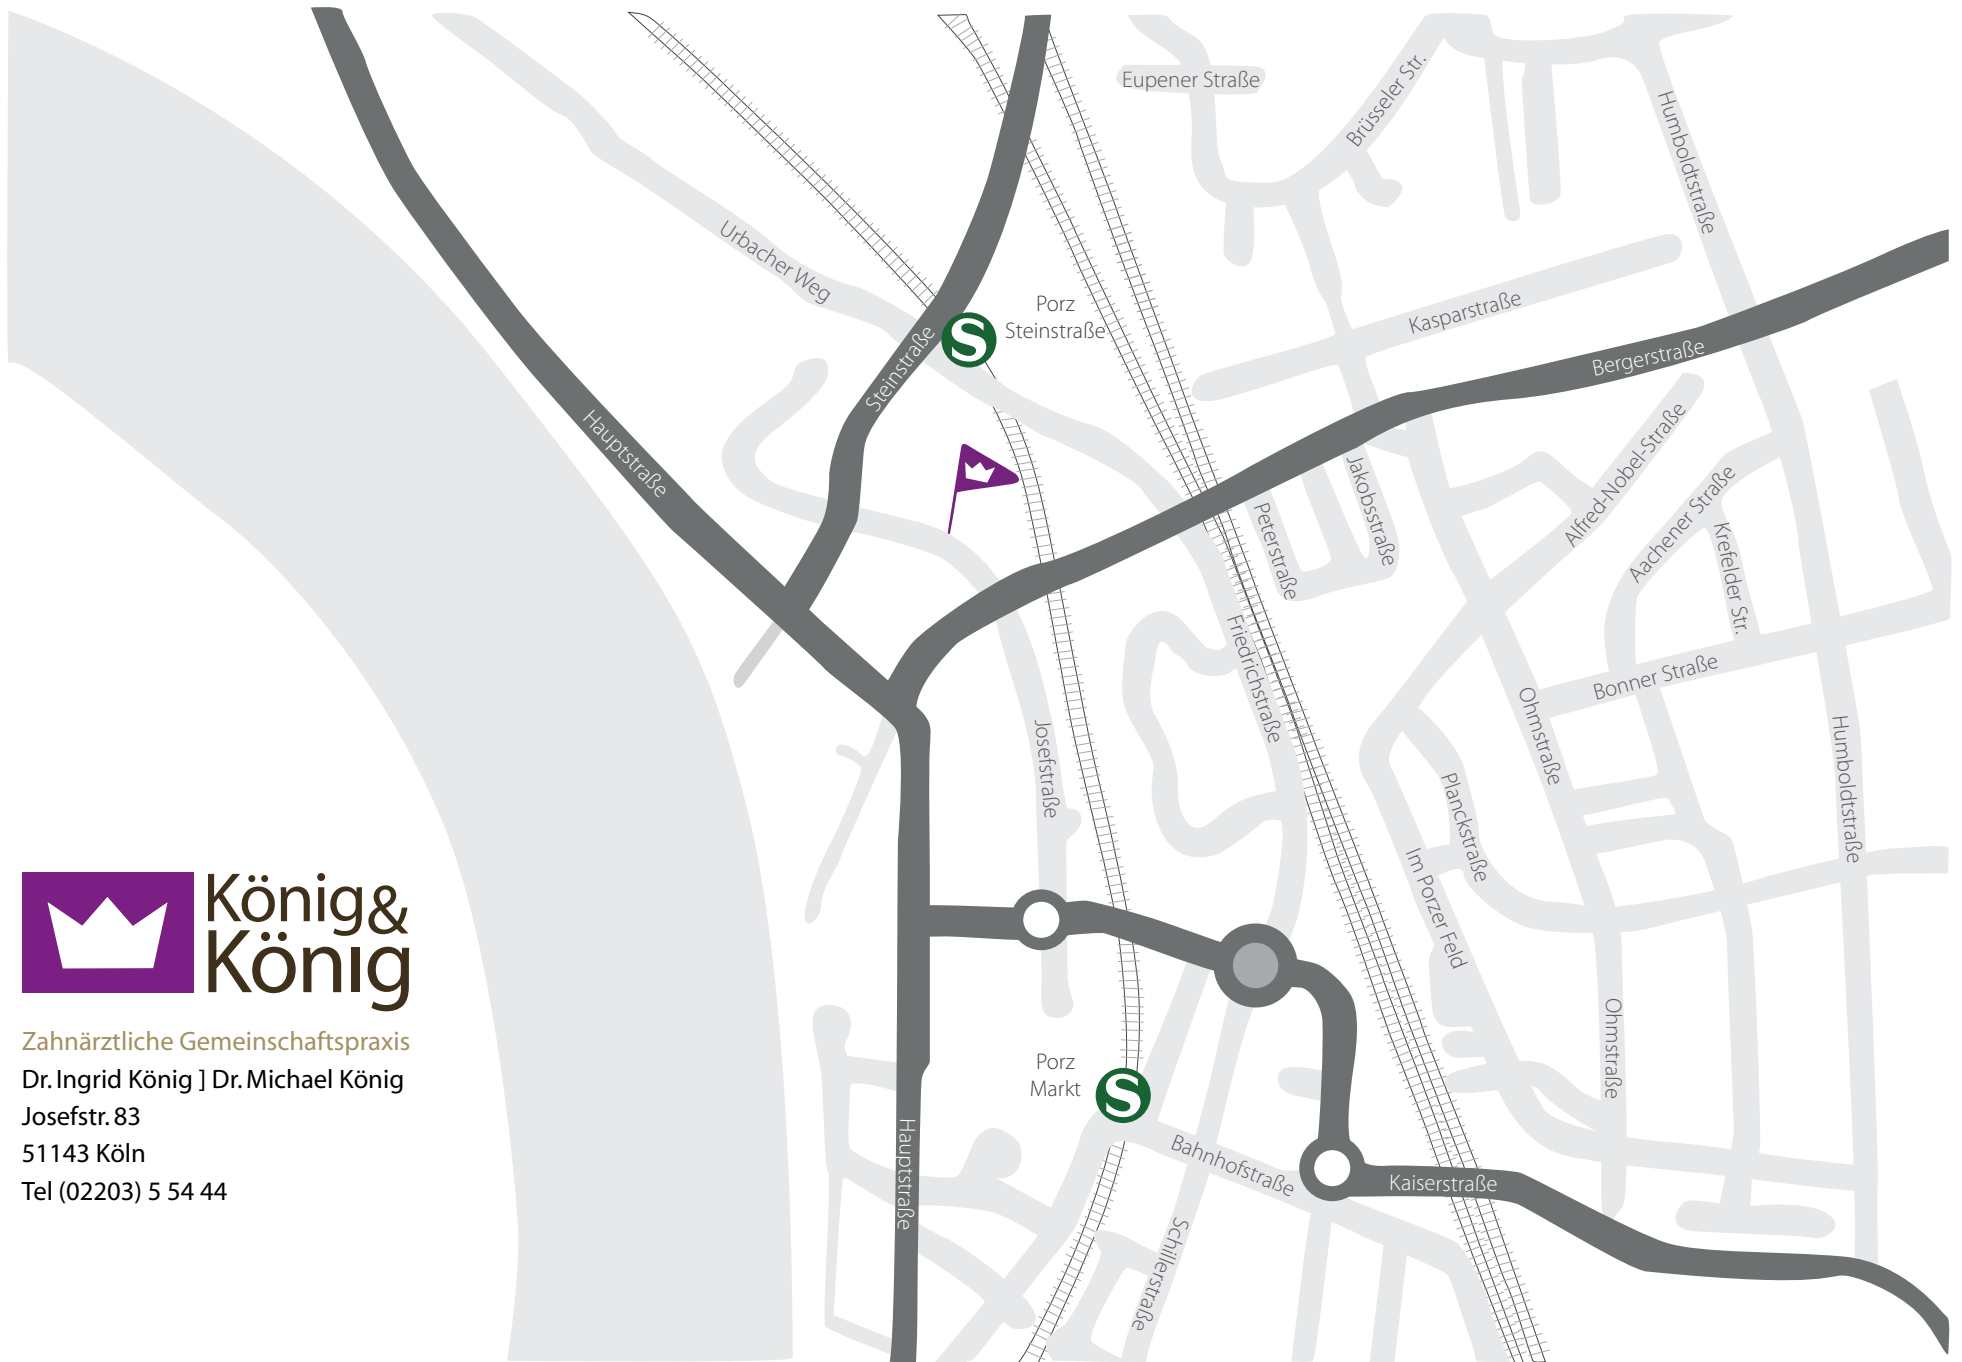 Eupener Straße
Brüsseler Str.
Humboldtstraße
Urbacher Weg
Porz
Steinstraße
S
Steinstraße
Kasparstraße
Bergerstraße
Hauptstraße
Jakobsstraße
Peterstraße
Alfred-Nobel-Straße
Aachener Straße
Krefelder Str.
Friedrichstraße
Bonner Straße
Ohmstraße
Josefstraße
Humboldtstraße
Planckstraße
Im Porzer Feld
Ohmstraße
Porz
Markt
S
Bahnhofstraße
Kaiserstraße
Hauptstraße
Schillerstraße
König&
König
Zahnärztliche Gemeinschaftspraxis
Dr. Ingrid König ] Dr. Michael König
Josefstr. 83
51143 Köln
Tel (02203) 5 54 44